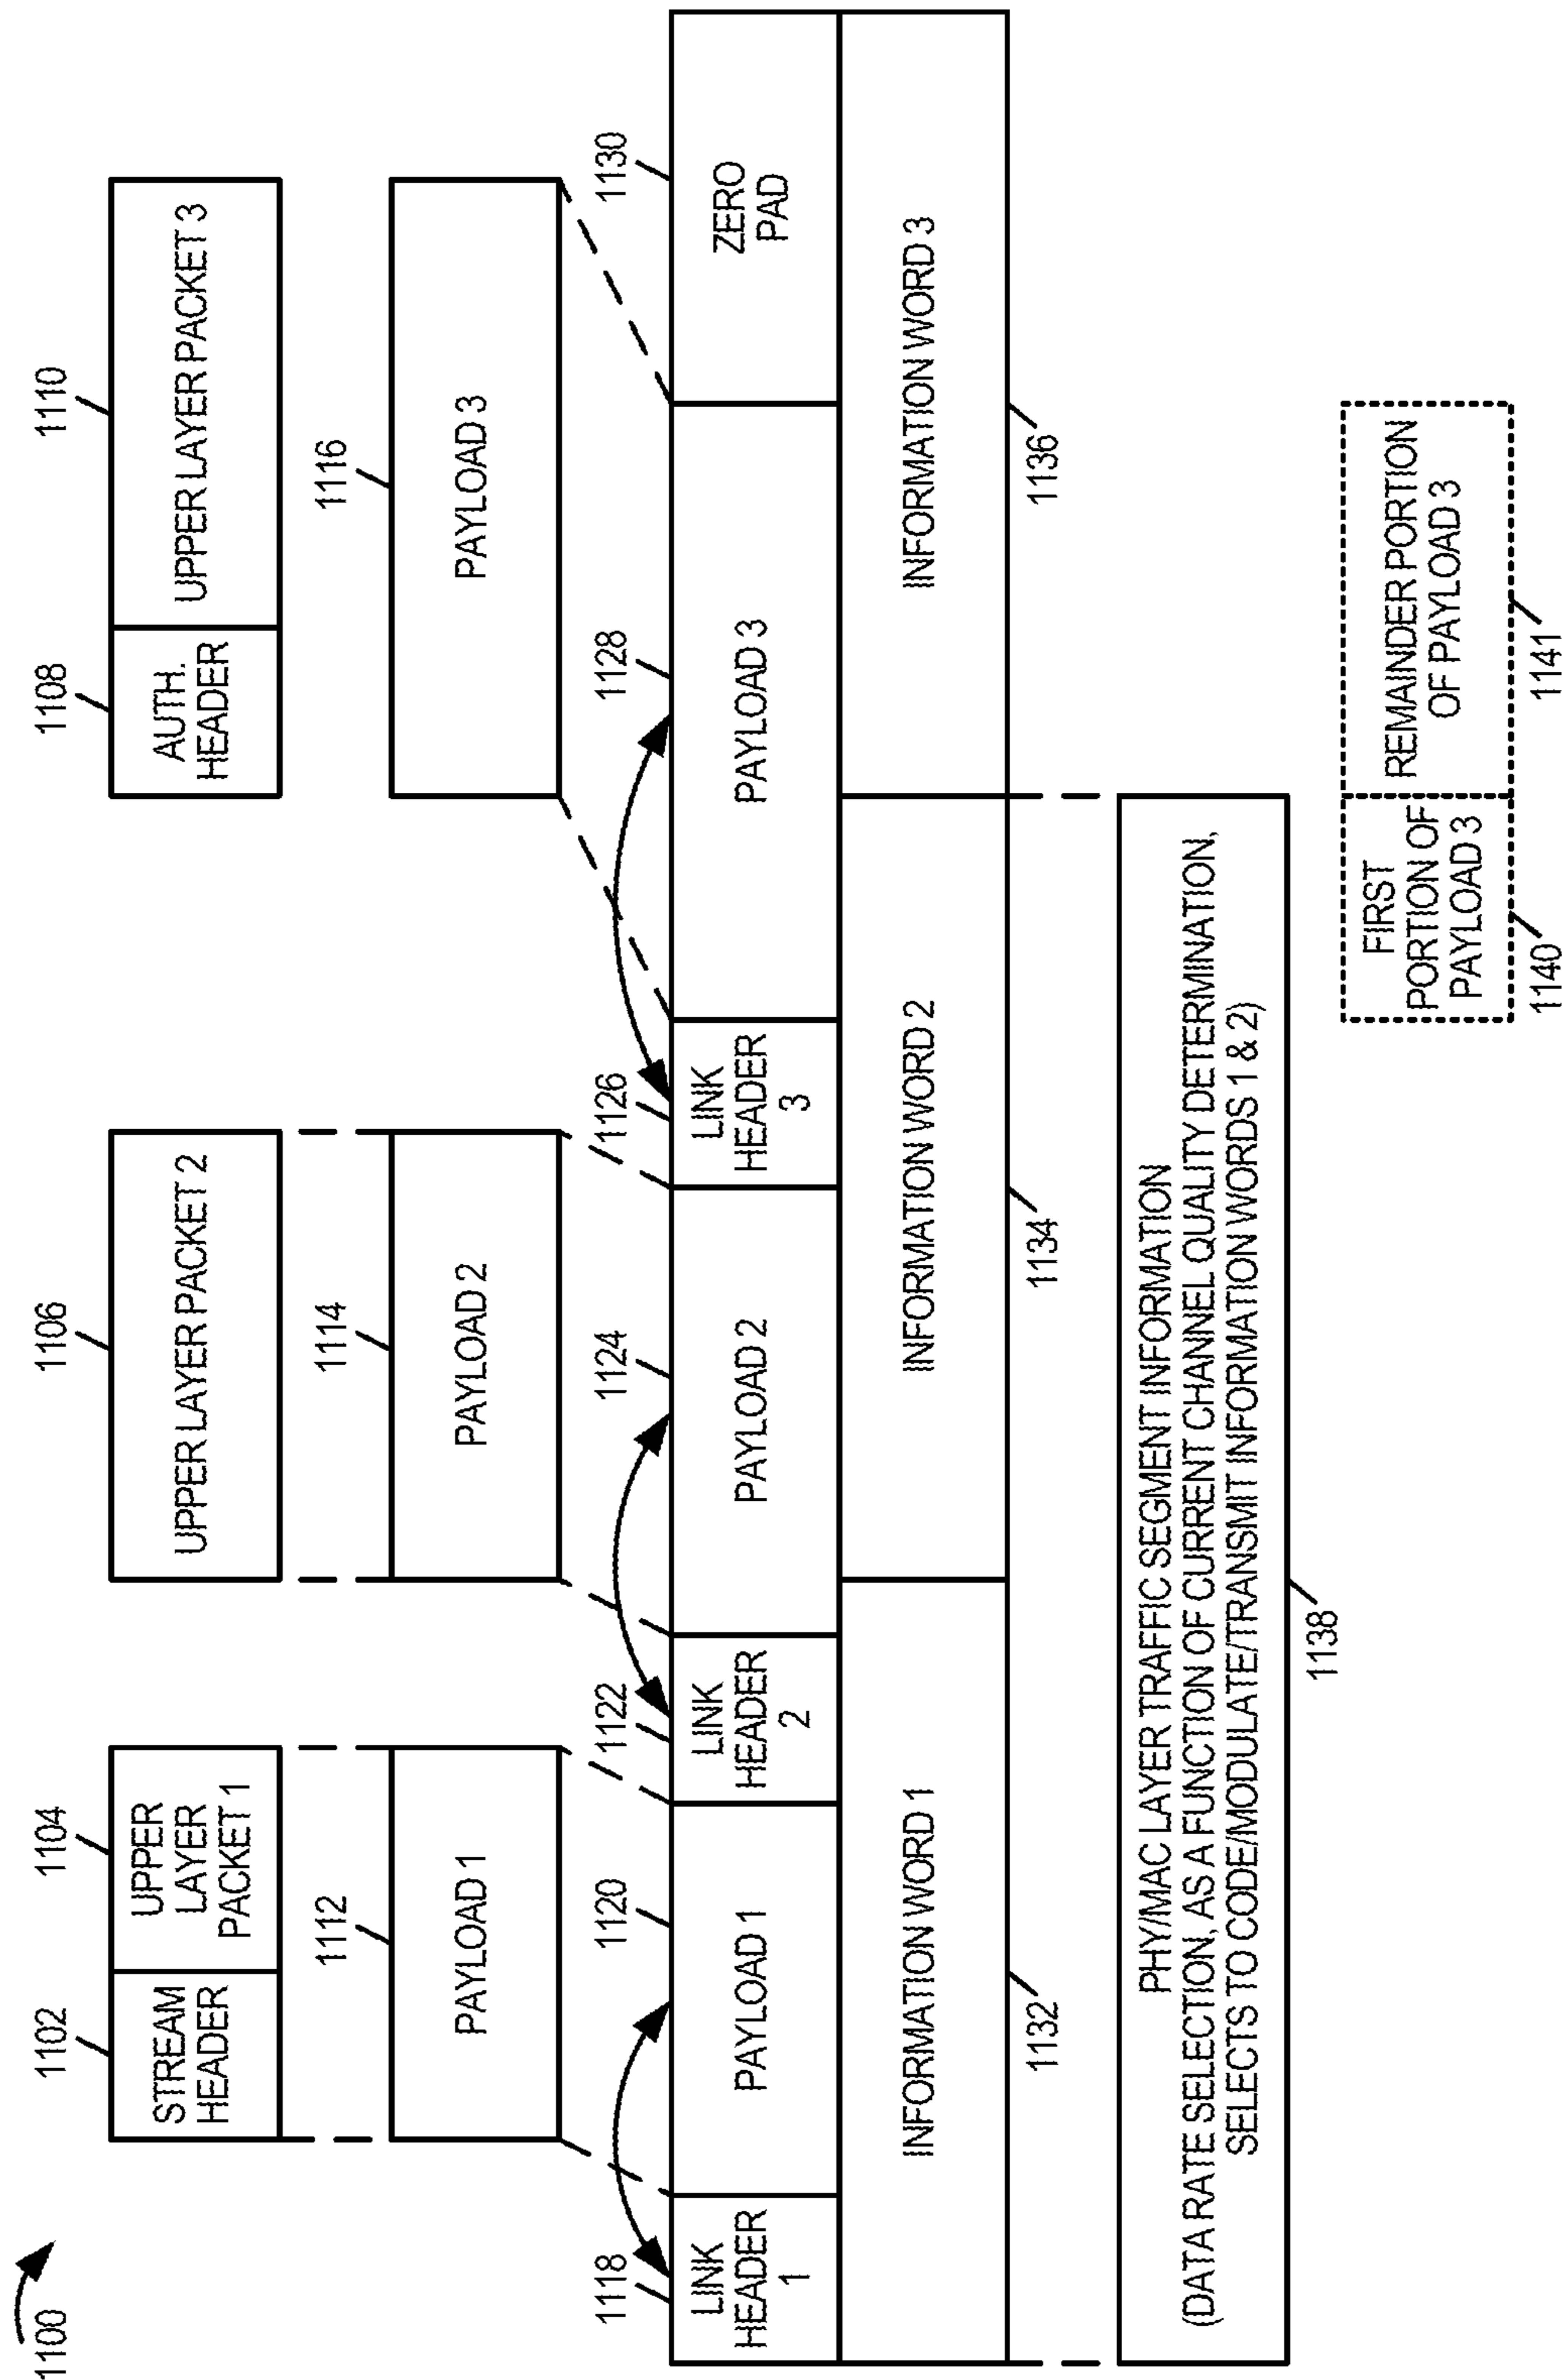 1100
1102
1104
1106
1108
1110
STREAM
HEADER
UPPER
LAYER
PACKET 1
UPPER LAYER PACKET 2
AUTH.
HEADER
UPPER LAYER PACKET 3
1112
1114
1116
PAYLOAD 1
PAYLOAD 2
PAYLOAD 3
1118
1120
1122
1124
1126
1128
1130
LINK
HEADER
1
PAYLOAD 1
LINK
HEADER
2
PAYLOAD 2
LINK
HEADER
3
PAYLOAD 3
ZERO
PAD
INFORMATION WORD 1
INFORMATION WORD 2
INFORMATION WORD 3
1132
1134
1136
PHY/MAC LAYER TRAFFIC SEGMENT INFORMATION
(DATA RATE SELECTION, AS A FUNCTION OF CURRENT CHANNEL QUALITY DETERMINATION,
SELECTS TO CODE/MODULATE/TRANSMIT INFORMATION WORDS 1 & 2)
1138
FIRST
PORTION OF
PAYLOAD 3
REMAINDER PORTION
OF PAYLOAD 3
1140
1141